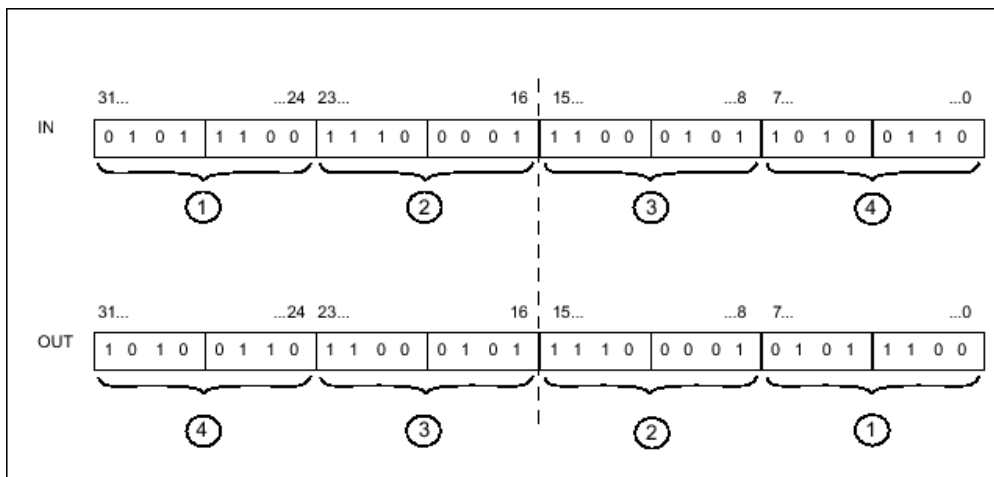 31... ...24 23... 16 15... ...8 7... ...0
IN 0 1 0 1 1 1 0 0 1 1 1 0 0 0 0 1 1 1 0 0 0 1 0 1 1 0 1 0 0 1 1 0
1 2 3 4
31... ...24 23... 16 15... ...8 7... ...0
OUT 1 0 1 0 0 1 1 0 1 1 0 0 0 1 0 1 1 1 1 0 0 0 0 1 0 1 0 1 1 1 0 0
4 3 2 1